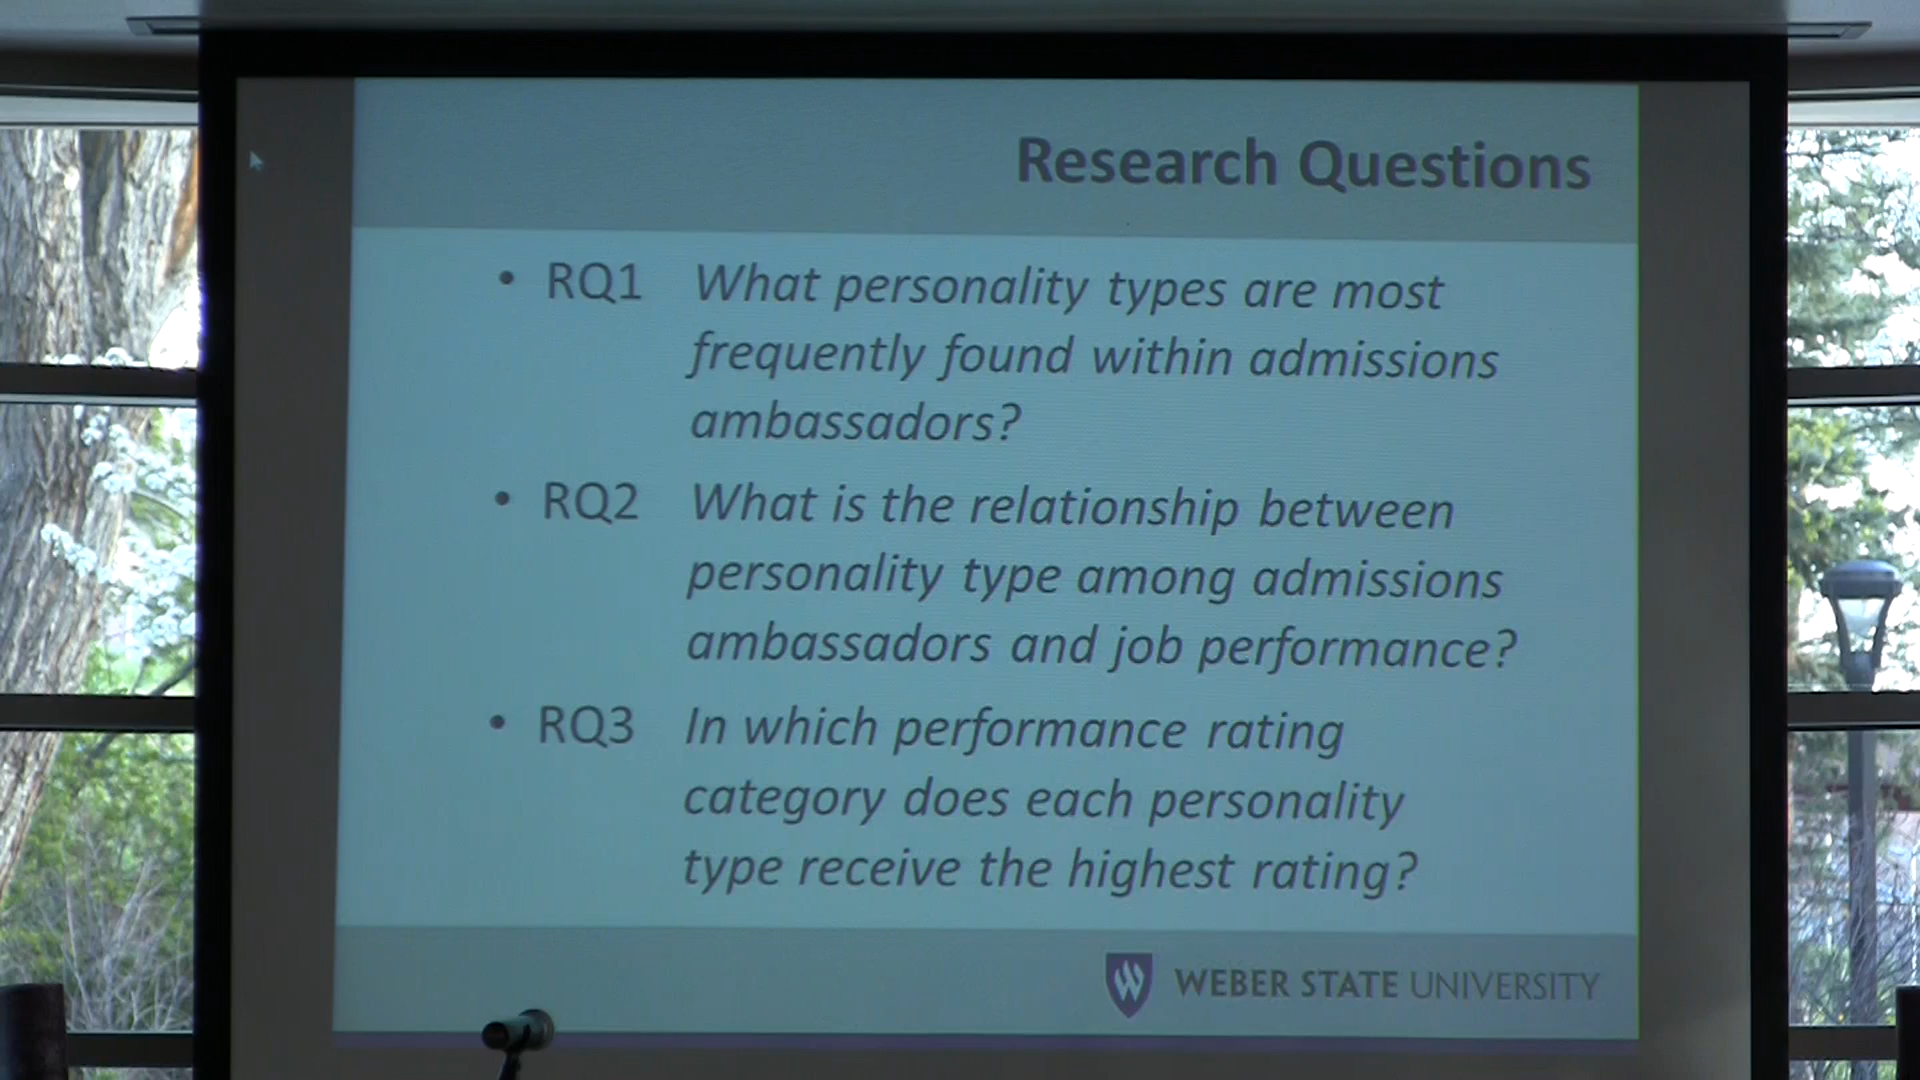 Research Questions
• RQ1 What personality types are most
frequently found within admissions
ambassadors?
• RQ2 What is the relationship between
personality type among admissions
ambassadors and job performance?
• RQ3 In which performance rating
category does each personality
type receive the highest rating?
W WEBER STATE UNIVERSITY